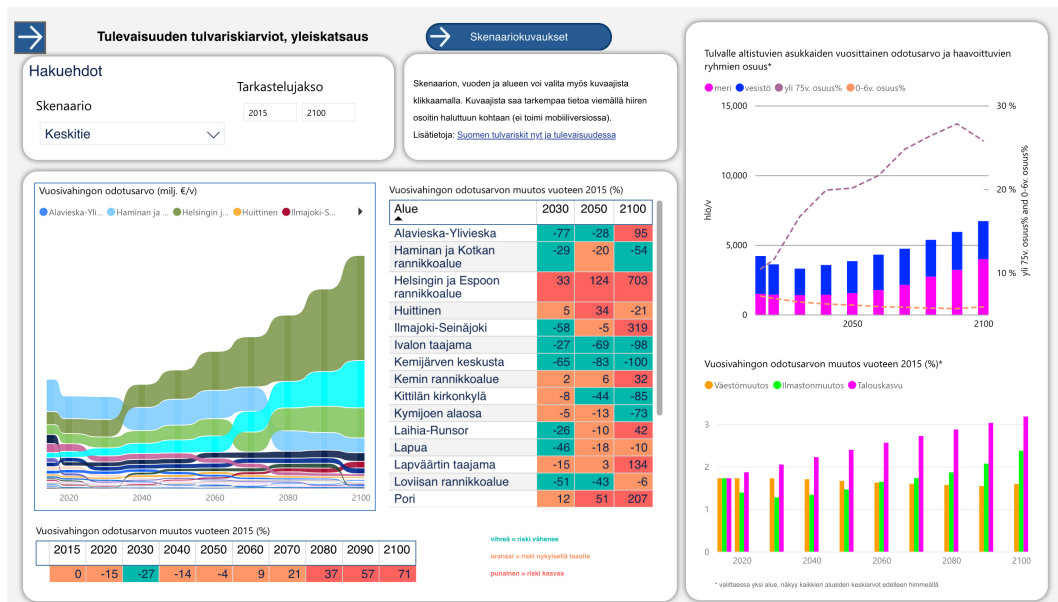 Tulevaisuuden tulvariskiarviot, yleiskatsaus
Skenaariokuvaukset
Hakuehdot
Skenaario
Keskitie
Tarkastelujakso
2015 2100
Skenaarion, vuoden ja alueen voi valita myös kuvaajista
klikkaamalla. Kuvaajista saa tarkempaa tietoa viemällä hiiren
osoitin haluttuun kohtaan (ei toimi mobiiliversiossa).
Lisätietoja: Suomen tulvariskit nyt ja tulevaisuudessa
Vuosivahingon odotusarvo (milj. €/v)
Alavieska-Yli... Haminan ja ... Helsingin j... Huittinen Ilmajoki-S...
2020 2040 2060 2080 2100
Vuosivahingon odotusarvon muutos vuoteen 2015 (%)
Alue 2030 2050 2100
Alavieska-Ylivieska -77 -28 95
Haminan ja Kotkan
rannikkoalue -29 -20 -54
Helsingin ja Espoon
rannikkoalue 33 124 703
Huittinen 5 34 -21
Ilmajoki-Seinäjoki -58 -5 319
Ivalon taajama -27 -69 -98
Kemijärven keskusta -65 -83 -100
Kemin rannikkoalue 2 6 32
Kittilän kirkonkylä -8 -44 -85
Kymijoen alaosa -5 -13 -73
Laihia-Runsor -26 -10 42
Lapua -46 -18 -10
Lapväärtin taajama -15 3 134
Loviisan rannikkoalue -51 -43 -6
Pori 12 51 207
Vuosivahingon odotusarvon muutos vuoteen 2015 (%)
2015 2020 2030 2040 2050 2060 2070 2080 2090 2100
0 -15 -27 -14 -4 9 21 37 57 71
vihreä = riski vähenee
oranssi = riski nykyisellä tasolla
punainen = riski kasvaa
Tulvalle altistuvien asukkaiden vuosittainen odotusarvo ja haavoittuvien
ryhmien osuus*
meri vesistö yli 75v. osuus% 0-6v. osuus%
15,000 30 %
10,000 20 %
5,000 10 %
0
hlö/v
yli 75v. osuus% and 0-6v. osuus%
2050 2100
Vuosivahingon odotusarvon muutos vuoteen 2015 (%)*
Väestömuutos Ilmastonmuutos Talouskasvu
3
2
1
0
2020 2040 2060 2080 2100
* valittaessa yksi alue, näkyy kaikkien alueiden keskiarvot edelleen himmeällä